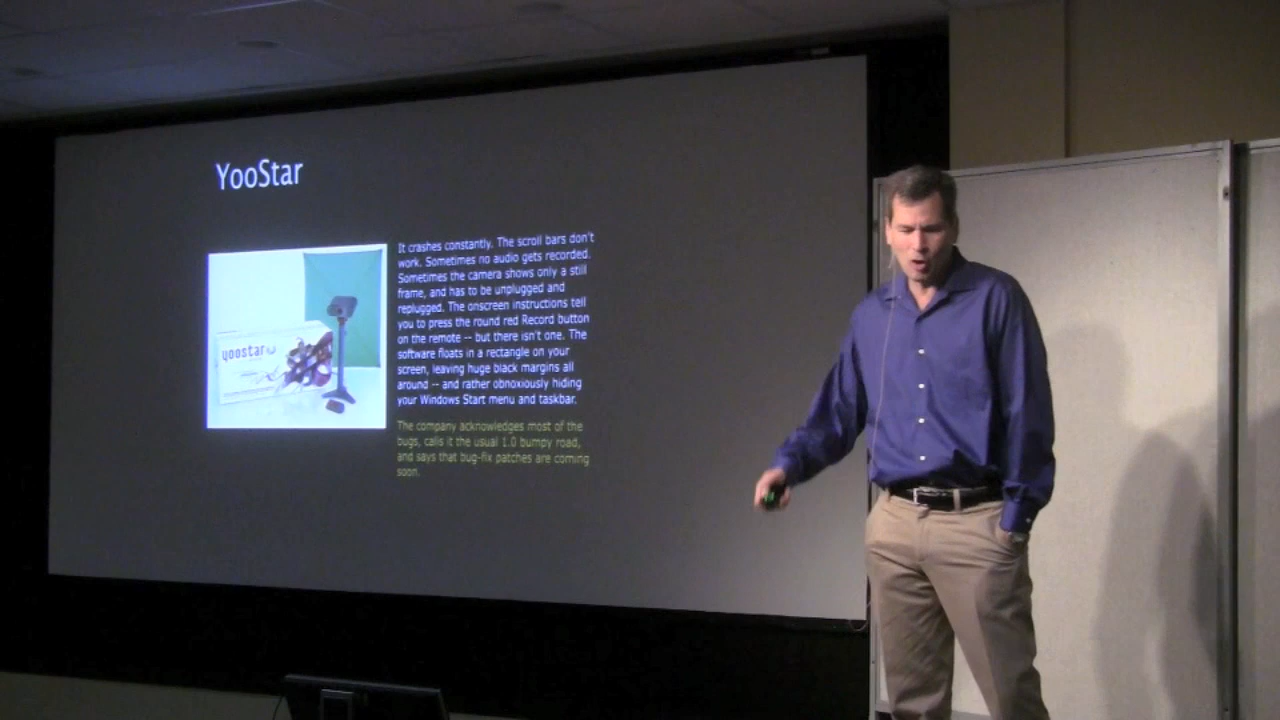 YooStar
It crashes constantly. The scroll bars don't
work. Sometimes no audio gets recorded.
Sometimes the camera shows only a still
frame, and has to be unplugged and
replugged. The onscreen instructions tell
you to press the round red Record button
on the remote -- but there isn't one. The
software floats in a rectangle on your
screen, leaving huge black margins all
around -- and rather obnoxiously hiding
your Windows Start menu and taskbar.
yoostar
The company acknowledges most of the
bugs, calls it the usual 1.0 bumpy road,
and says that bug-fix patches are coming
soon.